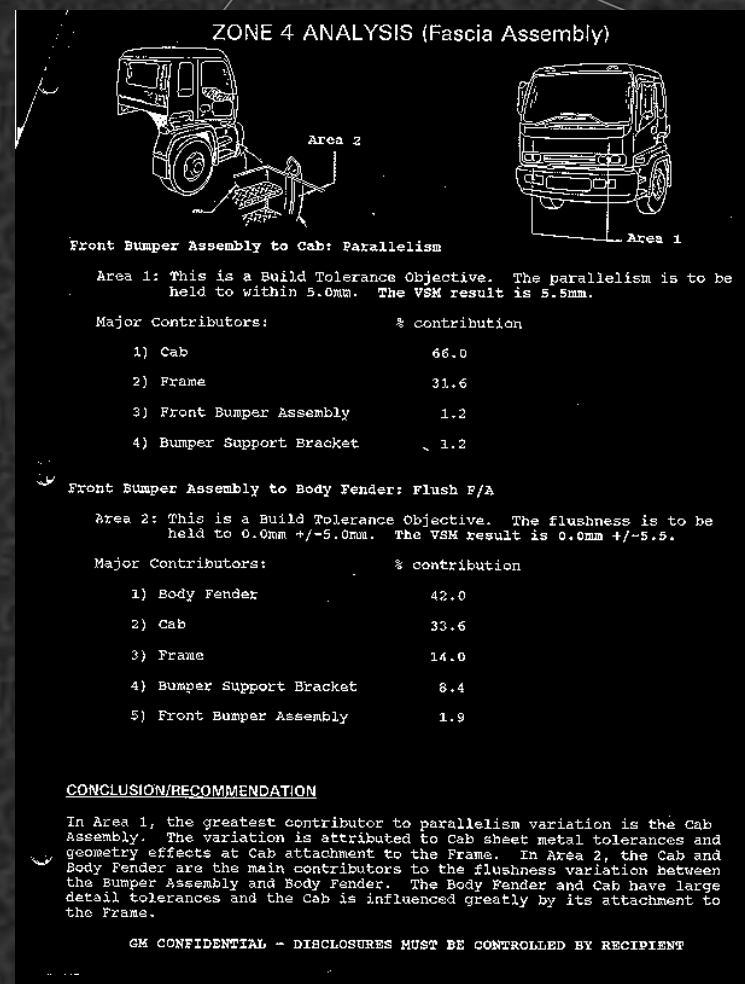 ZONE 4 ANALYSIS (Fascia Assembly)
Area 2
Area 1
Front Bumper Assembly to Cab: Parallelism
Area 1: This is a Build Tolerance Objective. The parallelism is to be
held to within 5.0mm. The VSM result is 5.5mm.
Major Contributors: % contribution
1) Cab 66.0
2) Frame 31.6
3) Front Bumper Assembly 1.2
4) Bumper Support Bracket 1.2
Front Bumper Assembly to Body Fender: Flush F/A
Area 2: This is a Build Tolerance Objective. The flushness is to be
held to 0.0mm +/-5.0mm. The VSM result is 0.0mm +/-5.5.
Major Contributors: % contribution
1) Body Fender 42.0
2) Cab 33.6
3) Frame 14.0
4) Bumper Support Bracket 8.4
5) Front Bumper Assembly 1.9
CONCLUSION/RECOMMENDATION
In Area 1, the greatest contributor to parallelism variation is the Cab
Assembly. The variation is attributed to Cab sheet metal tolerances and
geometry effects at Cab attachment to the Frame. In Area 2, the Cab and
Body Fender are the main contributors to the flushness variation between
the Bumper Assembly and Body Fender. The Body Fender and Cab have large
detail tolerances and the Cab is influenced greatly by its attachment to
the Frame.
GM CONFIDENTIAL - DISCLOSURES MUST BE CONTROLLED BY RECIPIENT